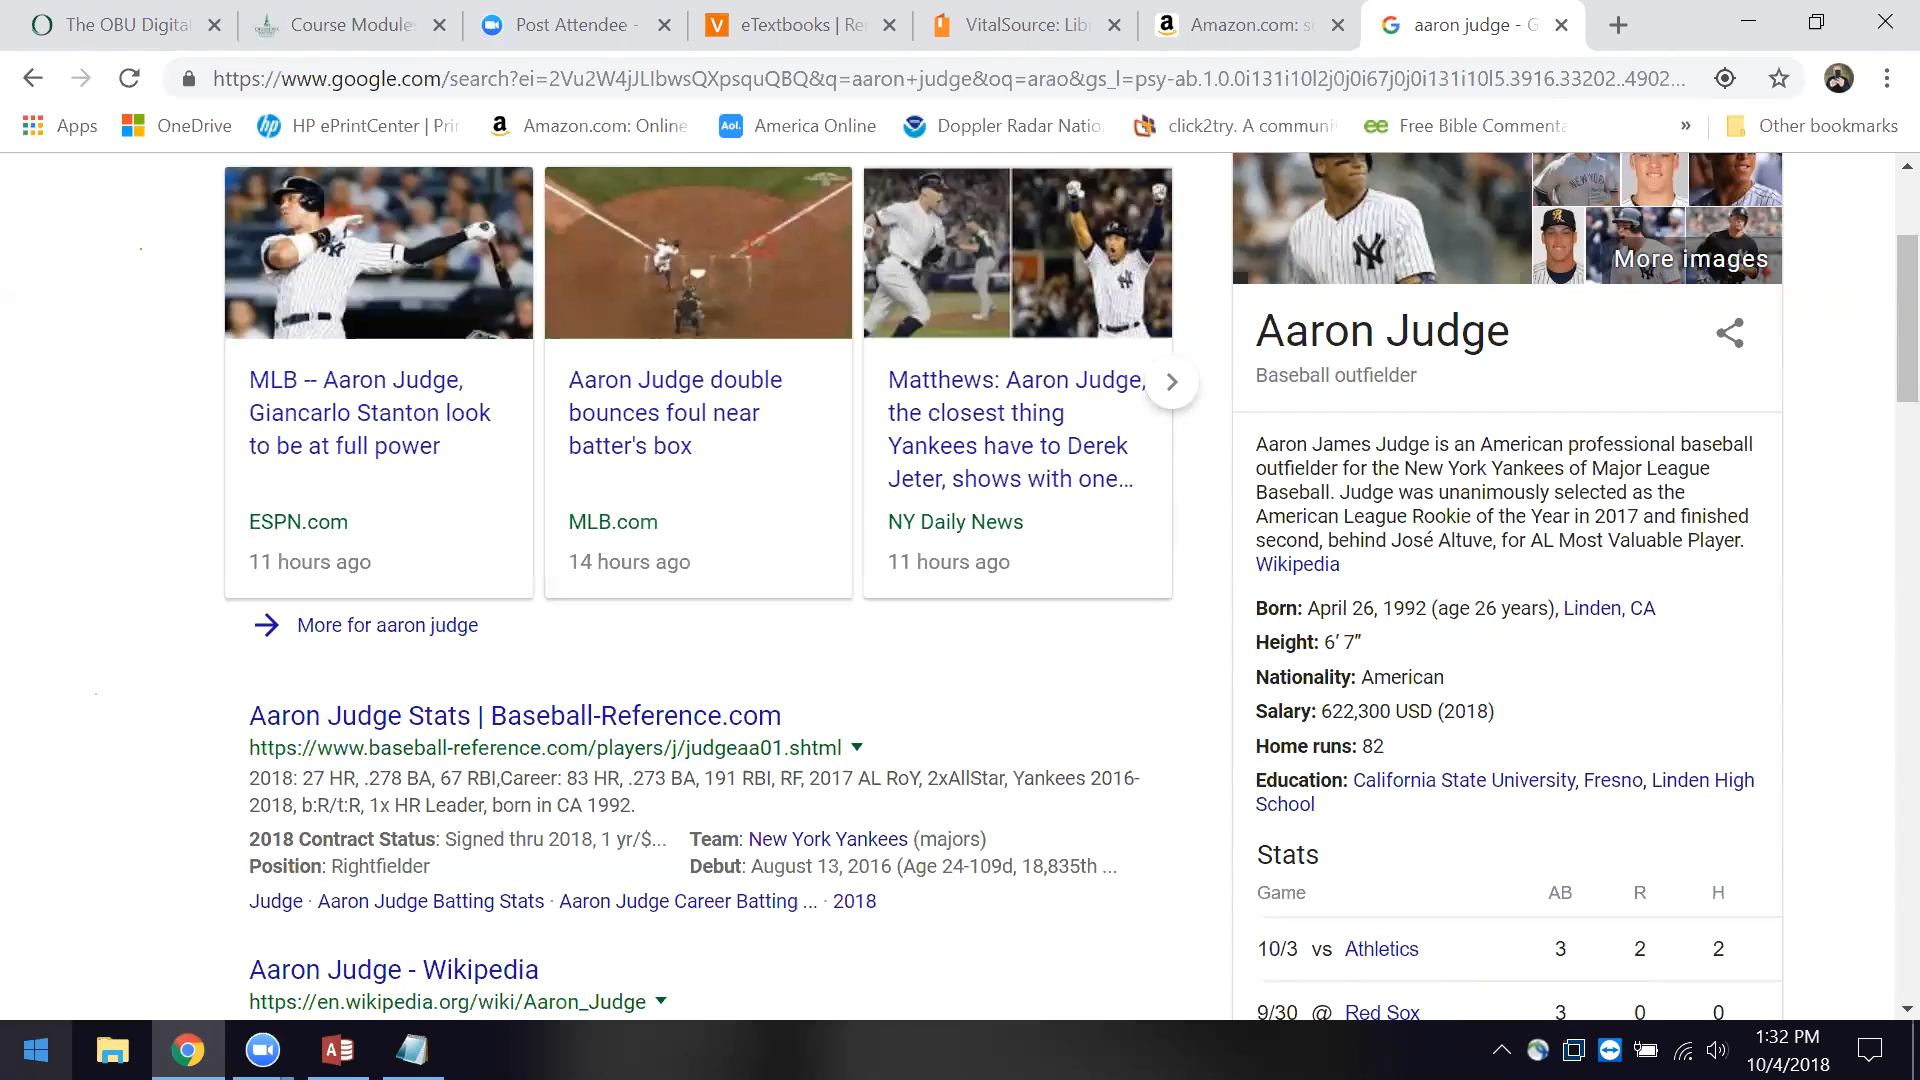 The OBU Digital
Course Modules
Post Attendee -
eTextbooks | Ren
VitalSource: Libr
Amazon.com: se
aaron judge - G
https://www.google.com/search?ei=2Vu2W4jJLIbwsQXpsquQBQ&q=aaron+judge&oq=arao&gs_l=psy-ab.1.0.0i131i10l2j0j0i67j0j0i131i10l5.3916.33202..4902...
Apps
OneDrive
HP ePrintCenter | Prin
Amazon.com: Online
Aol.
America Online
Doppler Radar Natio
click2try. A communi
Free Bible Commenta
»
Other bookmarks
More images
MLB -- Aaron Judge,
Giancarlo Stanton look
to be at full power
ESPN.com
11 hours ago
Aaron Judge double
bounces foul near
batter's box
MLB.com
14 hours ago
Matthews: Aaron Judge,
the closest thing
Yankees have to Derek
Jeter, shows with one...
NY Daily News
11 hours ago
More for aaron judge
Aaron Judge Stats | Baseball-Reference.com
https://www.baseball-reference.com/players/j/judgeaa01.shtml
2018: 27 HR, .278 BA, 67 RBI,Career: 83 HR, .273 BA, 191 RBI, RF, 2017 AL RoY, 2xAllStar, Yankees 2016-
2018, b:R/t:R, 1x HR Leader, born in CA 1992.
2018 Contract Status: Signed thru 2018, 1 yr/$... Team: New York Yankees (majors)
Position: Rightfielder Debut: August 13, 2016 (Age 24-109d, 18,835th ...
Judge · Aaron Judge Batting Stats · Aaron Judge Career Batting ... · 2018
Aaron Judge - Wikipedia
https://en.wikipedia.org/wiki/Aaron_Judge
Aaron Judge
Baseball outfielder
Aaron James Judge is an American professional baseball
outfielder for the New York Yankees of Major League
Baseball. Judge was unanimously selected as the
American League Rookie of the Year in 2017 and finished
second, behind José Altuve, for AL Most Valuable Player.
Wikipedia
Born: April 26, 1992 (age 26 years), Linden, CA
Height: 6′ 7″
Nationality: American
Salary: 622,300 USD (2018)
Home runs: 82
Education: California State University, Fresno, Linden High
School
Stats
Game AB R H
10/3 vs Athletics 3 2 2
9/30 @ Red Sox 3 0 0
1:32 PM
10/4/2018